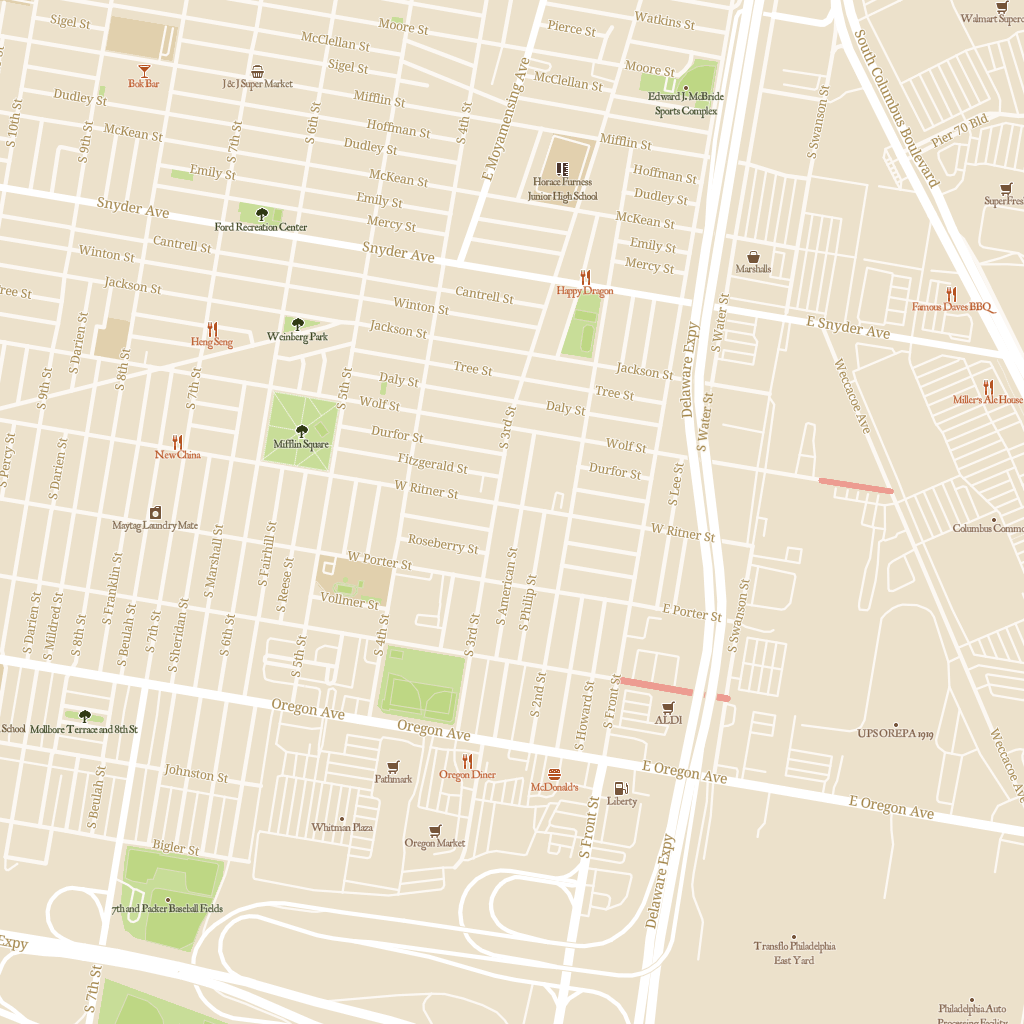 Sigel St
Moore St
Pierce St
Watkins St
Walmart Superc
McClellan St
South Columbus Boulevard
Bok Bar
J & J Super Market
Sigel St
McClellan St
Moore St
Edward J. McBride
Sports Complex
Dudley St
Mifflin St
E Moyamensing Ave
S 10th St
S 9th St
McKean St
S 7th St
S 6th St
Hoffman St
S 4th St
Dudley St
Mifflin St
S Swanson St
Pier 70 Bld
Emily St
McKean St
Horace Furness
Junior High School
Hoffman St
Dudley St
SuperFres
Snyder Ave
Ford Recreation Center
Emily St
Mercy St
McKean St
Winton St
Cantrell St
Snyder Ave
Emily St
Mercy St
Marshalls
Tree St
Jackson St
Cantrell St
Happy Dragon
Winton St
Famous Daves BBQ
S Darien St
Heng Seng
Weinberg Park
Jackson St
Delaware Expy
S Water St
E Snyder Ave
S 9th St
S 8th St
S 7th St
S 5th St
Daly St
Tree St
Jackson St
Tree St
Weccacoe Ave
Miller's Ale House
Wolf St
Daly St
S Percy St
S Darien St
New China
Mifflin Square
Durfor St
S 3rd St
Wolf St
S Water St
Fitzgerald St
Durfor St
S Lee St
W Ritner St
Maytag Laundry Mate
W Ritner St
Columbus Commo
Roseberry St
W Porter St
S Franklin St
S Marshall St
S Fairhill St
S Reese St
Vollmer St
S American St
S Philip St
E Porter St
S Swanson St
S Darien St
S Mildred St
S 8th St
S Beulah St
S 7th St
S Sheridan St
S 6th St
S 5th St
S 4th St
S 3rd St
S 2nd St
S Howard St
S Front St
ALDI
Oregon Ave
Oregon Ave
School
Mollbore Terrace and 8th St
UPS OREPA 1919
Weccacoe Ave
Johnston St
Pathmark
Oregon Diner
McDonald's
E Oregon Ave
Liberty
E Oregon Ave
S Beulah St
Whitman Plaza
Oregon Market
S Front St
Bigler St
Delaware Expy
7th and Packer Baseball Fields
Expy
Transflo Philadelphia
East Yard
S 7th St
Philadelphia Auto
Processing Facility